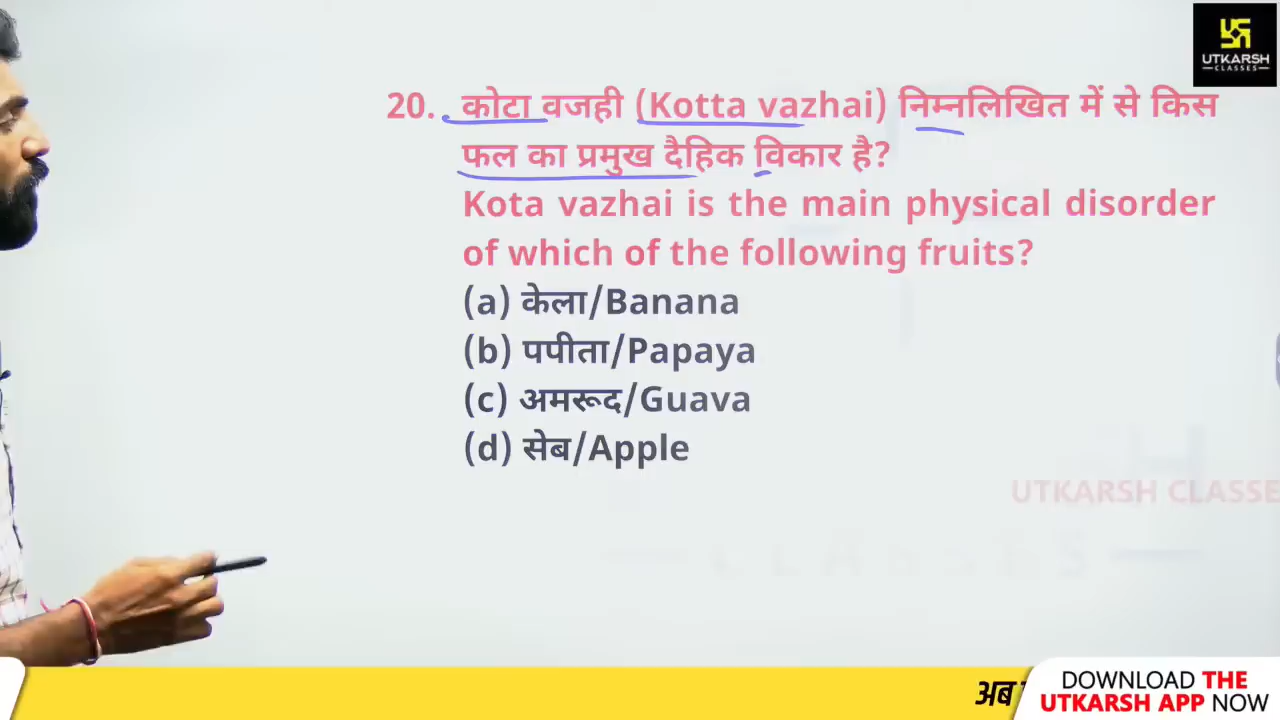 UTKARSH
CLASSES
20. कोटा वजही (Kotta vazhai) निम्नलिखित में से किस
फल का प्रमुख दैहिक विकार है?
Kota vazhai is the main physical disorder
of which of the following fruits?
(a) केला/Banana
(b) पपीता/Papaya
(c) अमरूद/Guava
(d) सेब/Apple
UTKARSH CLASSE
अब
DOWNLOAD THE
UTKARSH APP NOW